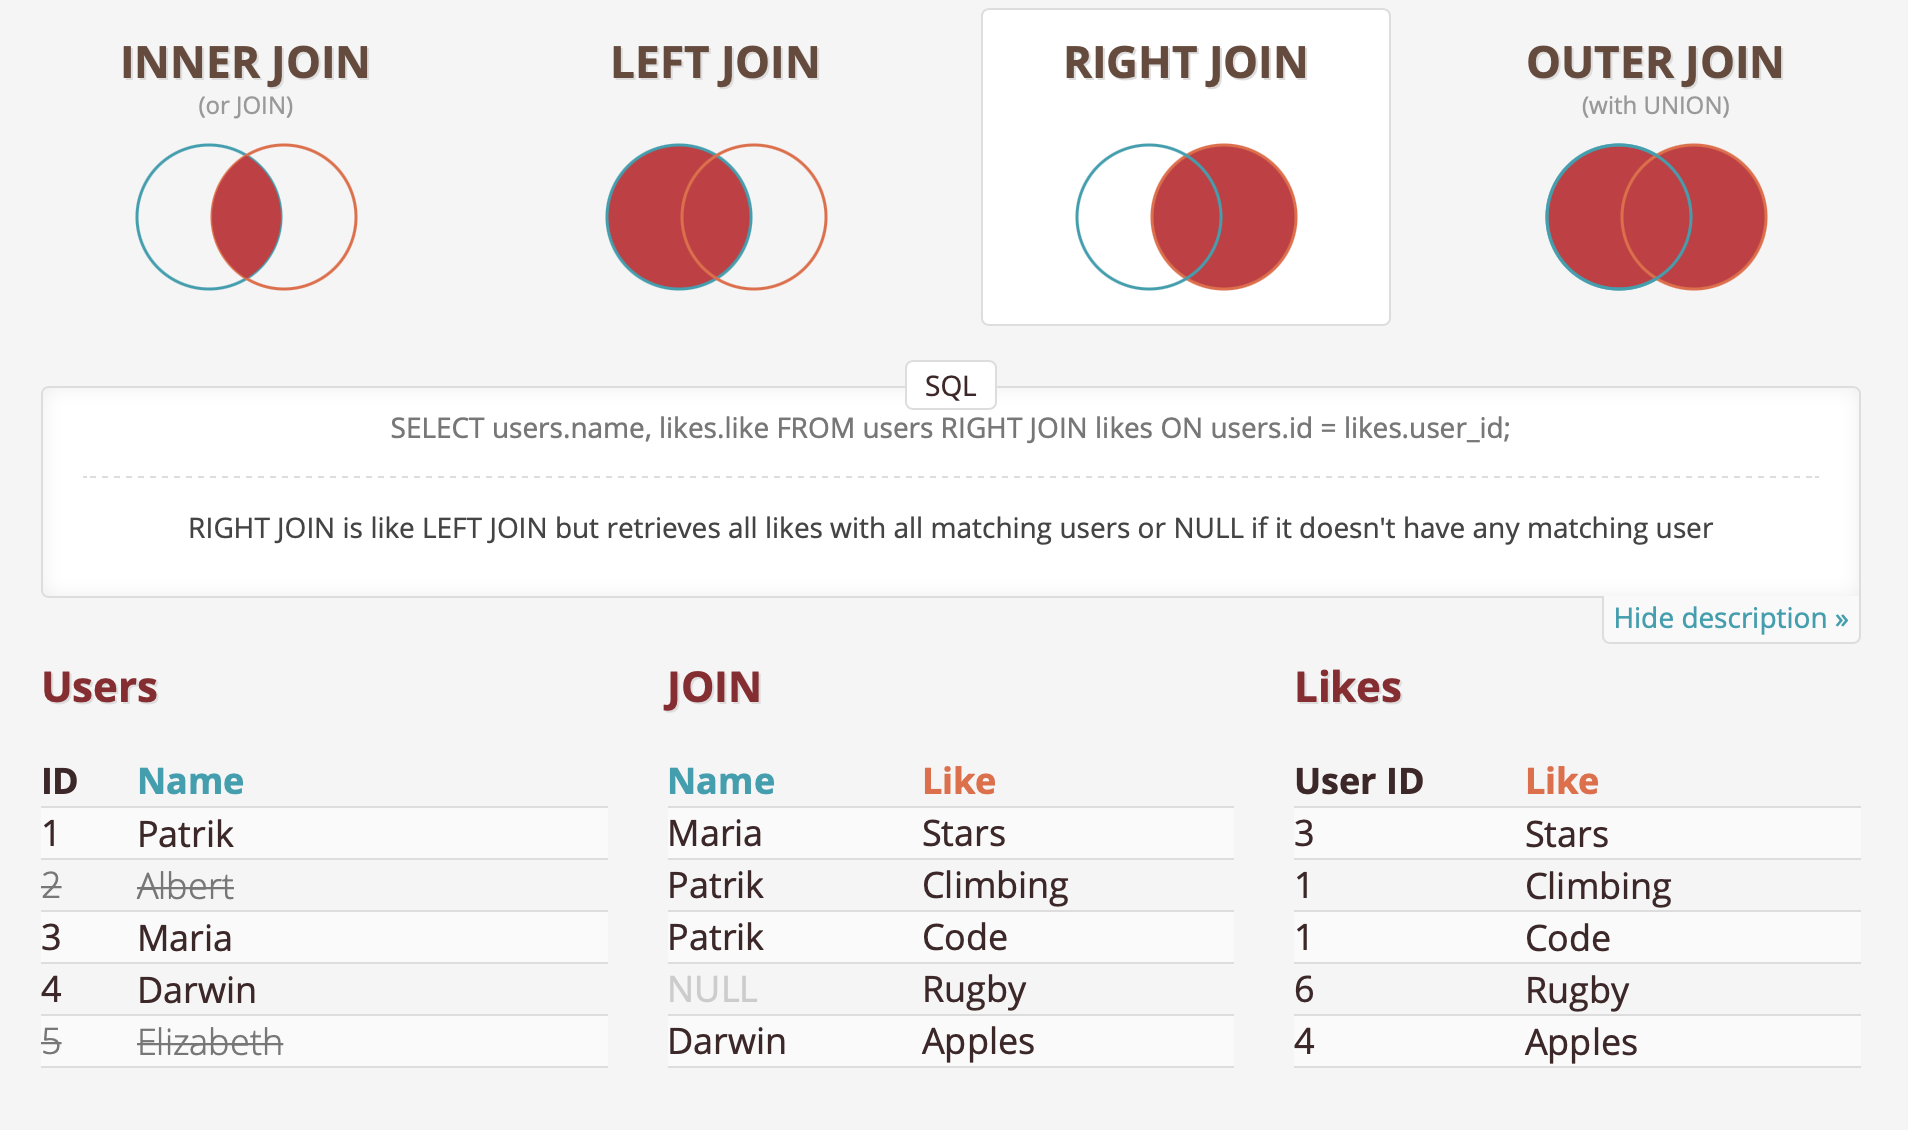 INNER JOIN
(or JOIN)
LEFT JOIN
RIGHT JOIN
OUTER JOIN
(with UNION)
SQL
SELECT users.name, likes.like FROM users RIGHT JOIN likes ON users.id = likes.user_id;
RIGHT JOIN is like LEFT JOIN but retrieves all likes with all matching users or NULL if it doesn't have any matching user
Hide description »
Users
ID Name
1 Patrik
2 Albert
3 Maria
4 Darwin
5 Elizabeth
JOIN
Name Like
Maria Stars
Patrik Climbing
Patrik Code
NULL Rugby
Darwin Apples
Likes
User ID Like
3 Stars
1 Climbing
1 Code
6 Rugby
4 Apples